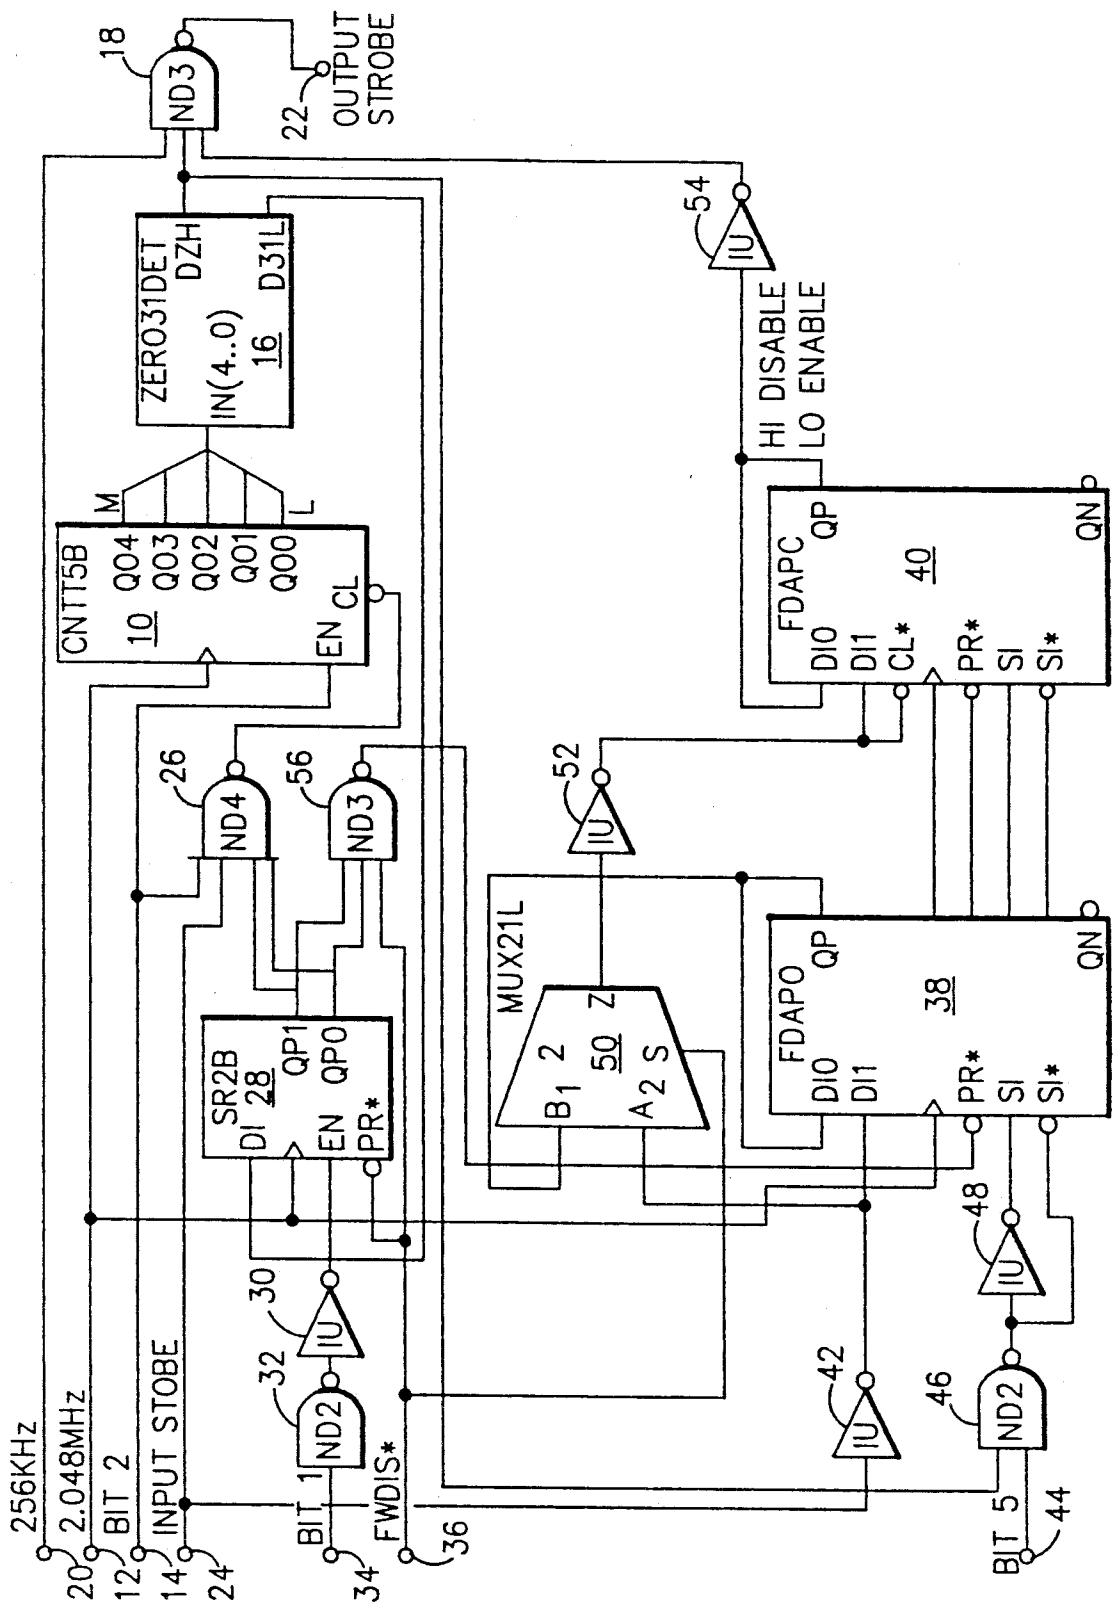 256KHz
20
2.048MHz
12
BIT 2
14
INPUT STOBE
24
BIT 1
34
FWDIS*
36
BIT 5
44
ND2
32
IU
30
SR2B
28
DI
EN
PR*
QP1
QP0
ND4
26
ND3
56
CNTT5B
10
EN
CL
Q04
Q03
Q02
Q01
Q00
M
L
ZERO31DET
DZH
IN(4..0)
16
D31L
ND3
18
22
OUTPUT
STROBE
MUX21L
B1
2
A2
S
Z
50
IU
52
IU
42
ND2
46
IU
48
FDAPO
DI0
DI1
PR*
SI
SI*
QP
38
QN
FDAPC
DI0
DI1
CL*
PR*
SI
SI*
QP
40
QN
HI DISABLE
LO ENABLE
IU
54